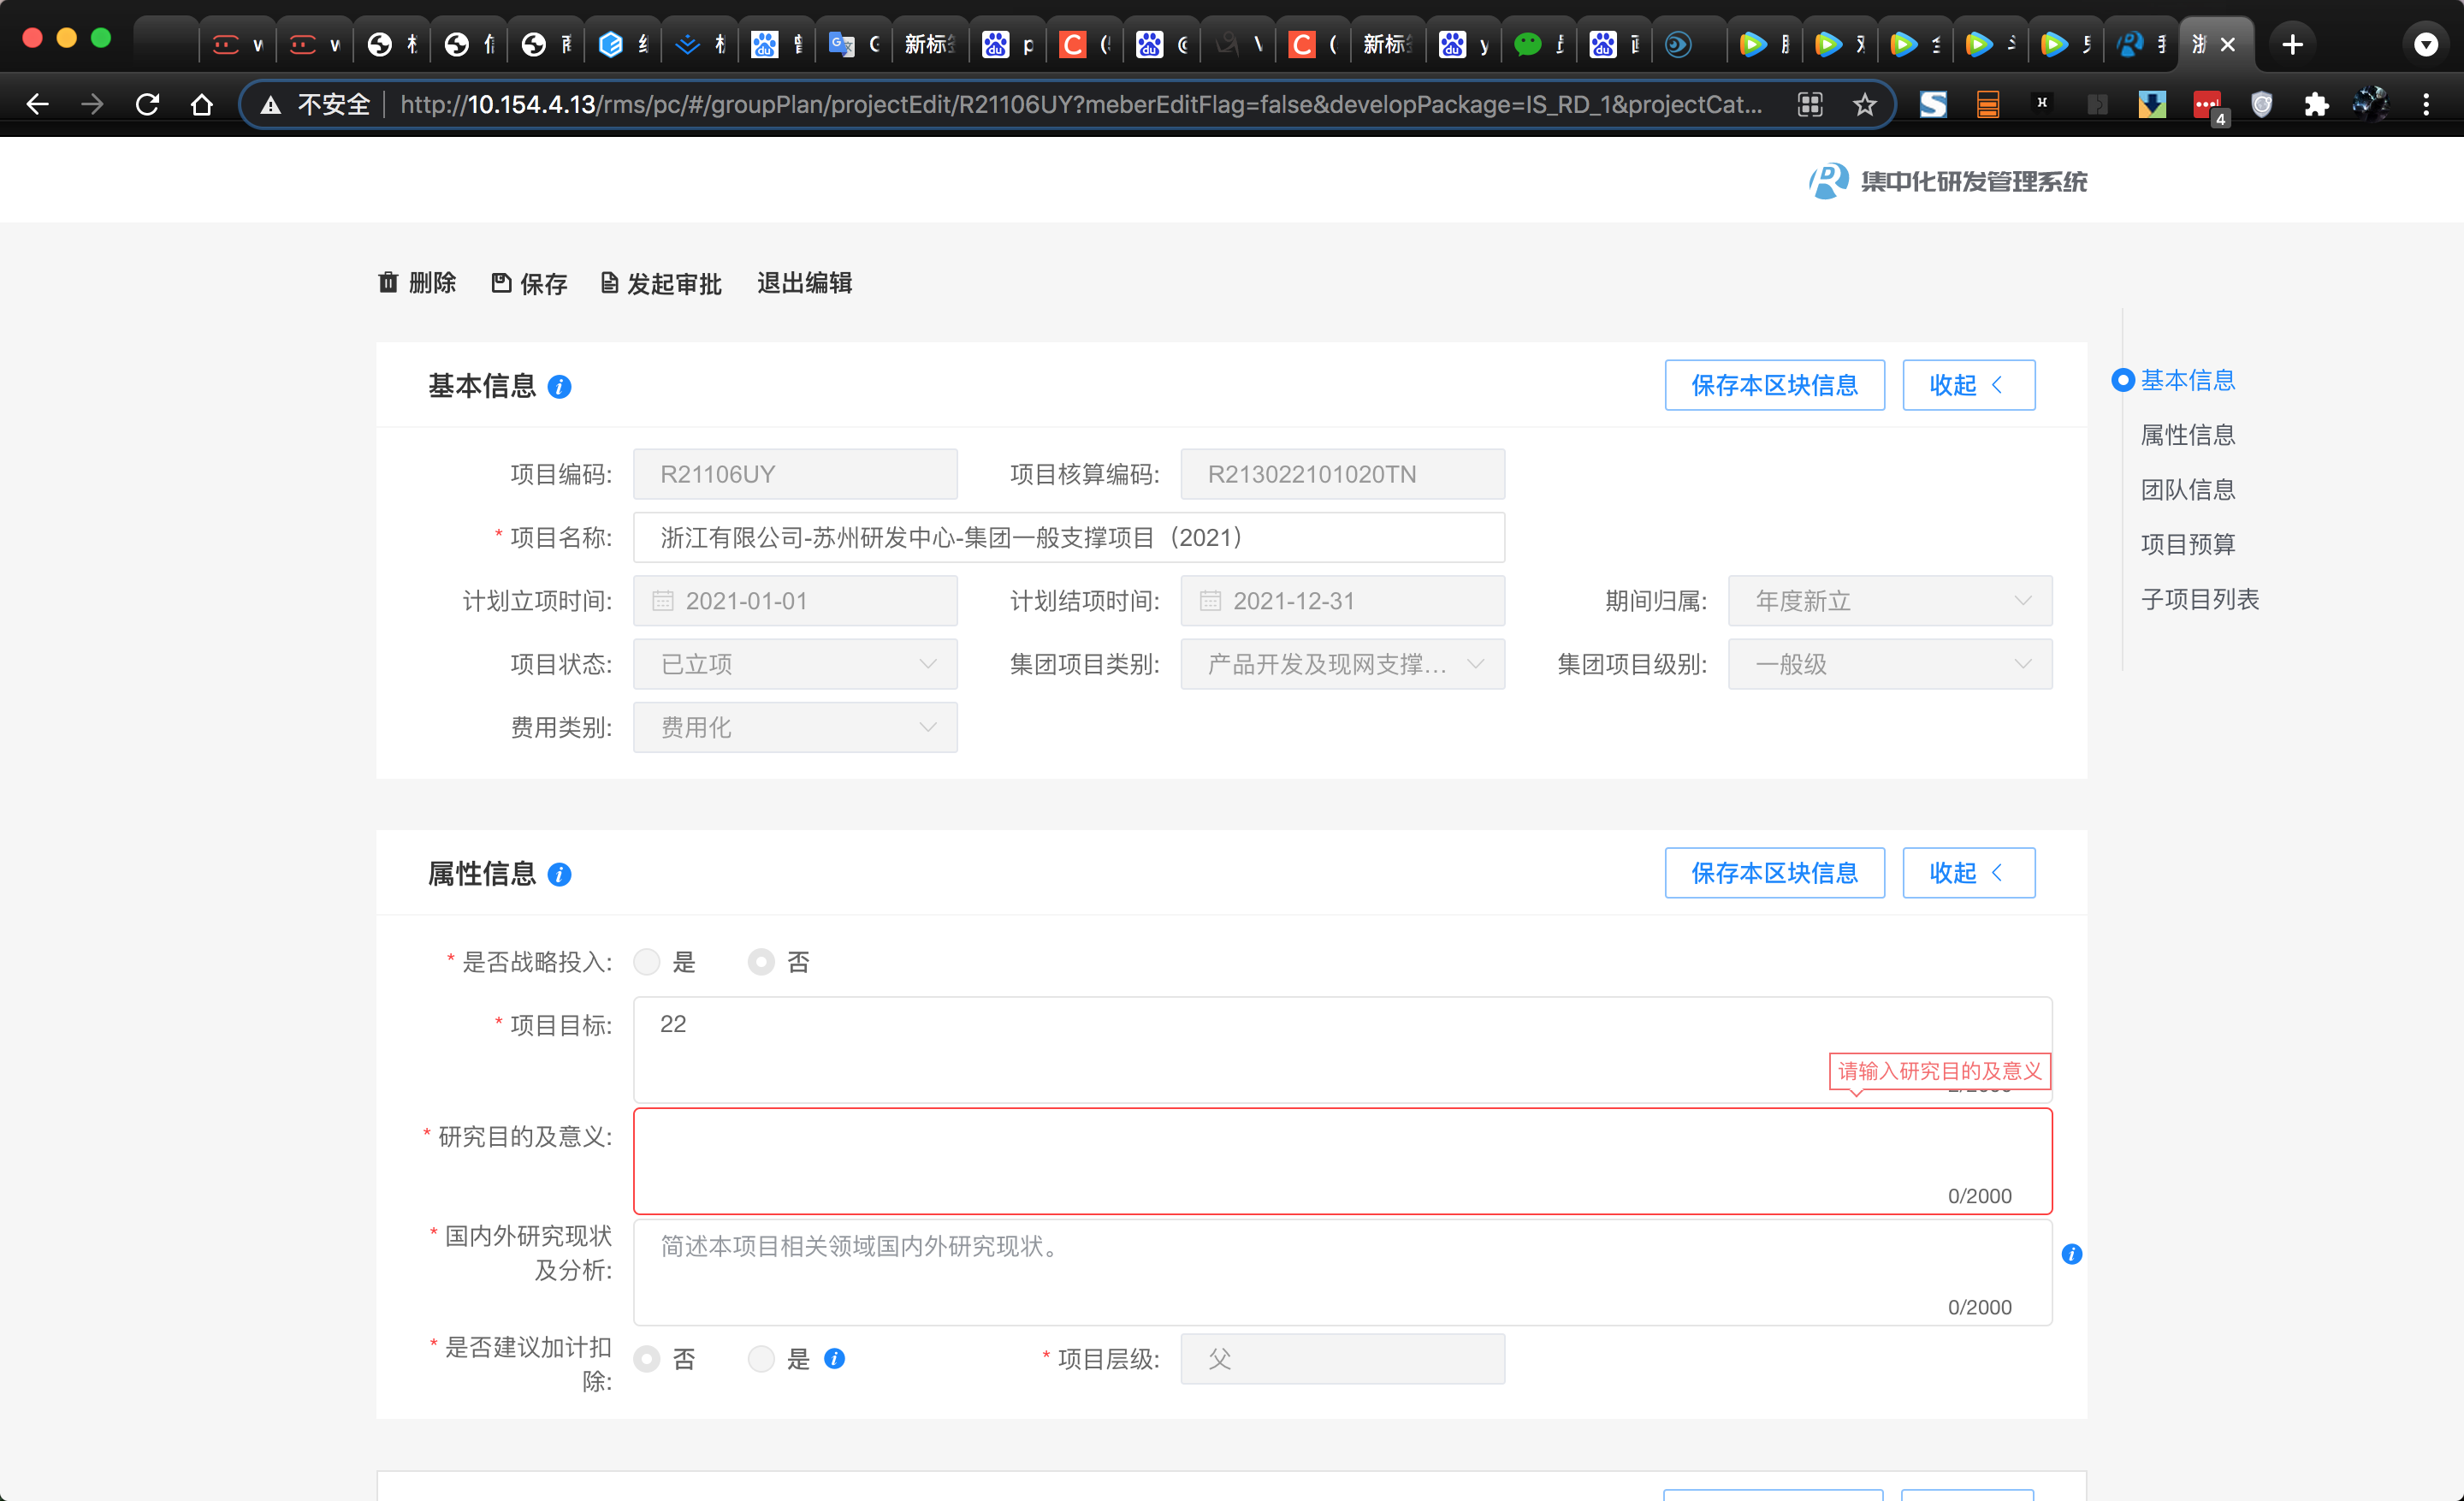 新标
新标
不安全
http://10.154.4.13/rms/pc/#/groupPlan/projectEdit/R21106UY?meberEditFlag=false&developPackage=IS_RD_1&projectCat...
4
集中化研发管理系统
删除 保存 发起审批 退出编辑
基本信息
保存本区块信息 收起
项目编码: R21106UY 项目核算编码: R213022101020TN
* 项目名称: 浙江有限公司-苏州研发中心-集团一般支撑项目（2021）
计划立项时间: 2021-01-01 计划结项时间: 2021-12-31 期间归属: 年度新立
项目状态: 已立项 集团项目类别: 产品开发及现网支撑... 集团项目级别: 一般级
费用类别: 费用化
基本信息
属性信息
团队信息
项目预算
子项目列表
属性信息
保存本区块信息 收起
* 是否战略投入: 是 否
* 项目目标: 22
请输入研究目的及意义
* 研究目的及意义:
0/2000
* 国内外研究现状
及分析:
简述本项目相关领域国内外研究现状。
0/2000
* 是否建议加计扣
除:
否 是
* 项目层级: 父